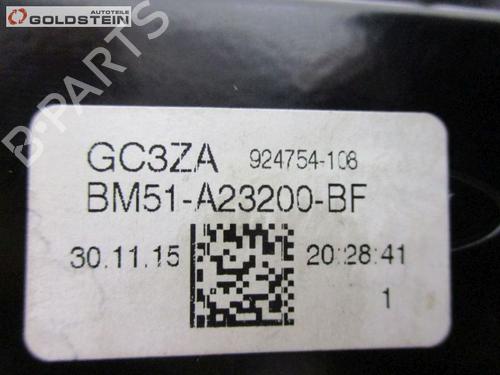 AUTOTEILE
GOLDSTEIN
B-PARTS
GC3ZA 924754-108
BM51-A23200-BF
30.11.15 20:28:41
1